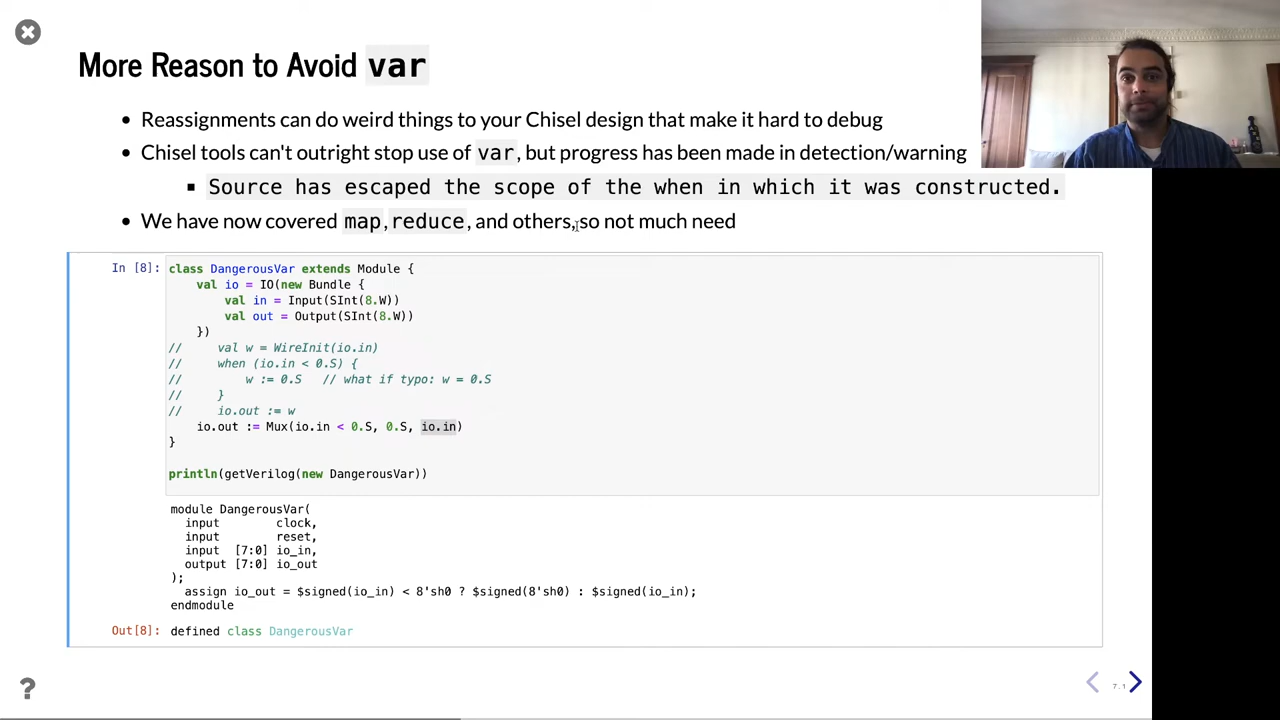 More Reason to Avoid var
• Reassignments can do weird things to your Chisel design that make it hard to debug
• Chisel tools can't outright stop use of var, but progress has been made in detection/warning
▪ Source has escaped the scope of the when in which it was constructed.
• We have now covered map,reduce, and others, so not much need
In [8]: class DangerousVar extends Module {
val io = IO(new Bundle {
val in = Input(SInt(8.W))
val out = Output(SInt(8.W))
})
// val w = WireInit(io.in)
// when (io.in < 0.S) {
// w := 0.S // what if typo: w = 0.S
// }
// io.out := w
io.out := Mux(io.in < 0.S, 0.S, io.in)
}
println(getVerilog(new DangerousVar))
module DangerousVar(
input clock,
input reset,
input [7:0] io_in,
output [7:0] io_out
);
assign io_out = $signed(io_in) < 8'sh0 ? $signed(8'sh0) : $signed(io_in);
endmodule
Out[8]: defined class DangerousVar
?
7.1